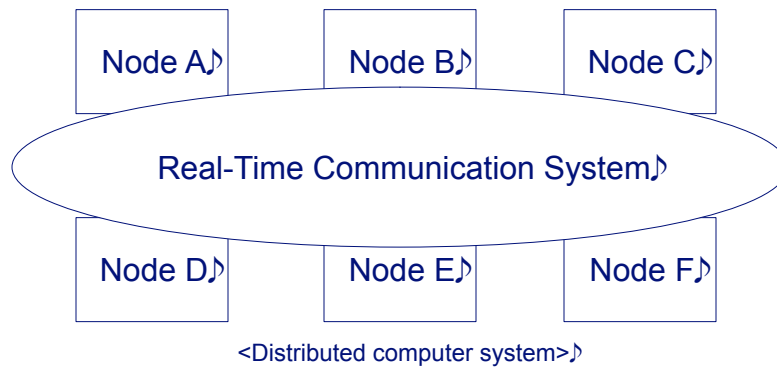 Node A♪ Node B♪ Node C♪
Real-Time Communication System♪
Node D♪ Node E♪ Node F♪
<Distributed computer system>♪